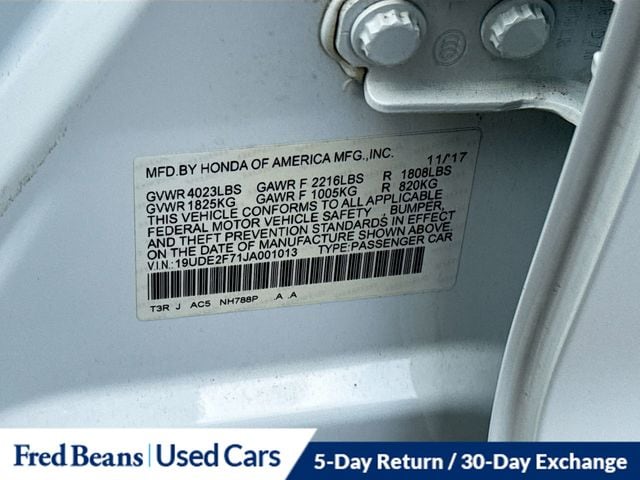 MFD.BY HONDA OF AMERICA MFG.,INC. 11/17
GVWR 4023LBS GAWR F 2216LBS R 1808LBS
GVWR 1825KG GAWR F 1005KG R 820KG
THIS VEHICLE CONFORMS TO ALL APPLICABLE
FEDERAL MOTOR VEHICLE SAFETY , BUMPER,
AND THEFT PREVENTION STANDARDS IN EFFECT
ON THE DATE OF MANUFACTURE SHOWN ABOVE.
V.I.N.: 19UDE2F71JA001013 TYPE:PASSENGER CAR
T3R J AC5 NH788P .A .A
Fred Beans | Used Cars
5-Day Return / 30-Day Exchange